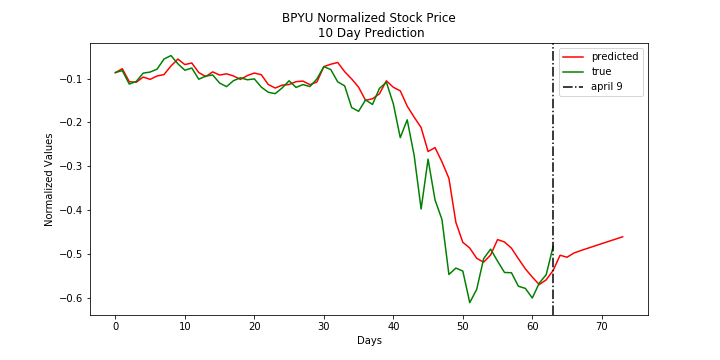 BPYU Normalized Stock Price
10 Day Prediction
predicted
true
april 9
Normalized Values
−0.1
−0.2
−0.3
−0.4
−0.5
−0.6
0
10
20
30
40
50
60
70
Days